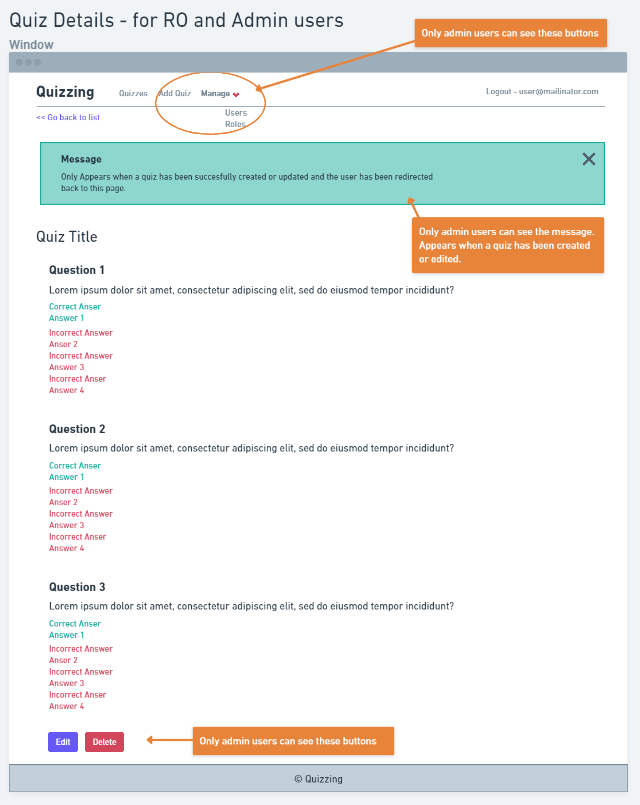 Quiz Details - for RO and Admin users
Only admin users can see these buttons
Window
Quizzing
Quizzes
Add Quiz
Manage
Logout - user@mailinator.com
<< Go back to list
Users
Roles
Message
Only Appears when a quiz has been succesfully created or updated and the user has been redirected
back to this page.
Only admin users can see the message.
Appears when a quiz has been created
or edited.
Quiz Title
Question 1
Lorem ipsum dolor sit amet, consectetur adipiscing elit, sed do eiusmod tempor incididunt?
Correct Anser
Answer 1
Incorrect Answer
Anser 2
Incorrect Answer
Answer 3
Incorrect Anser
Answer 4
Question 2
Lorem ipsum dolor sit amet, consectetur adipiscing elit, sed do eiusmod tempor incididunt?
Correct Anser
Answer 1
Incorrect Answer
Anser 2
Incorrect Answer
Answer 3
Incorrect Anser
Answer 4
Question 3
Lorem ipsum dolor sit amet, consectetur adipiscing elit, sed do eiusmod tempor incididunt?
Correct Anser
Answer 1
Incorrect Answer
Anser 2
Incorrect Answer
Answer 3
Incorrect Anser
Answer 4
Edit
Delete
Only admin users can see these buttons
© Quizzing